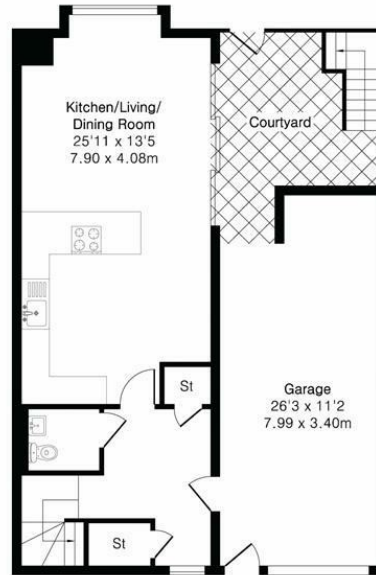 Kitchen/Living/
Dining Room
25'11 x 13'5
7.90 x 4.08m
Courtyard
St
Garage
26'3 x 11'2
7.99 x 3.40m
St